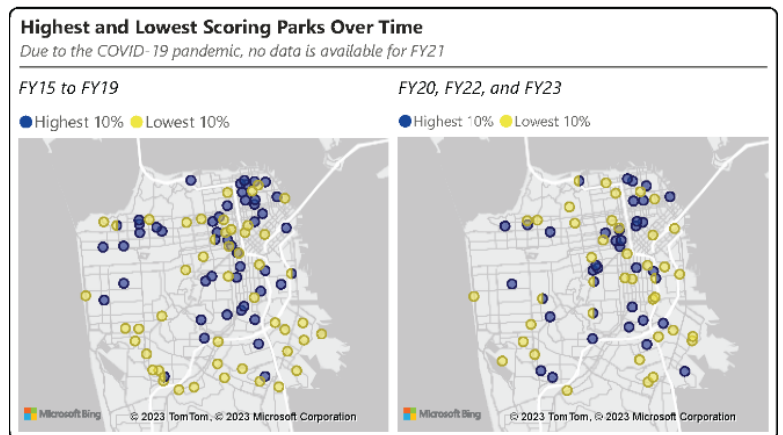 Highest and Lowest Scoring Parks Over Time
Due to the COVID-19 pandemic, no data is available for FY21
FY15 to FY19
Highest 10% Lowest 10%
Microsoft Bing
© 2023 TomTom, © 2023 Microsoft Corporation
FY20, FY22, and FY23
Highest 10% Lowest 10%
Microsoft Bing
© 2023 TomTom, © 2023 Microsoft Corporation